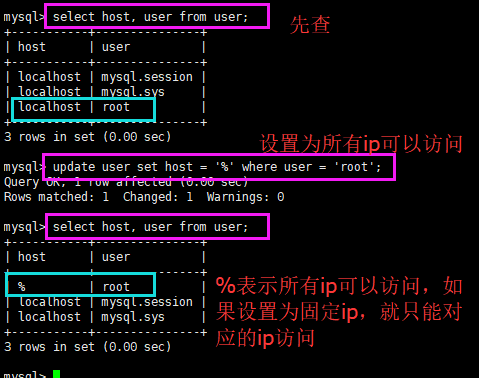 mysql> select host, user from user;
先查
+-----------+---------------+
| host      | user          |
+-----------+---------------+
| localhost | mysql.session |
| localhost | mysql.sys     |
| localhost | root          |
+-----------+---------------+
3 rows in set (0.00 sec)
设置为所有ip可以访问
mysql> update user set host = '%' where user = 'root';
Query OK, 1 row affected (0.00 sec)
Rows matched: 1  Changed: 1  Warnings: 0
mysql> select host, user from user;
+-----------+---------------+
| host      | user          |
+-----------+---------------+
| %         | root          |
| localhost | mysql.session |
| localhost | mysql.sys     |
+-----------+---------------+
3 rows in set (0.00 sec)
%表示所有ip可以访问，如
果设置为固定ip，就只能对
应的ip访问
mysql>